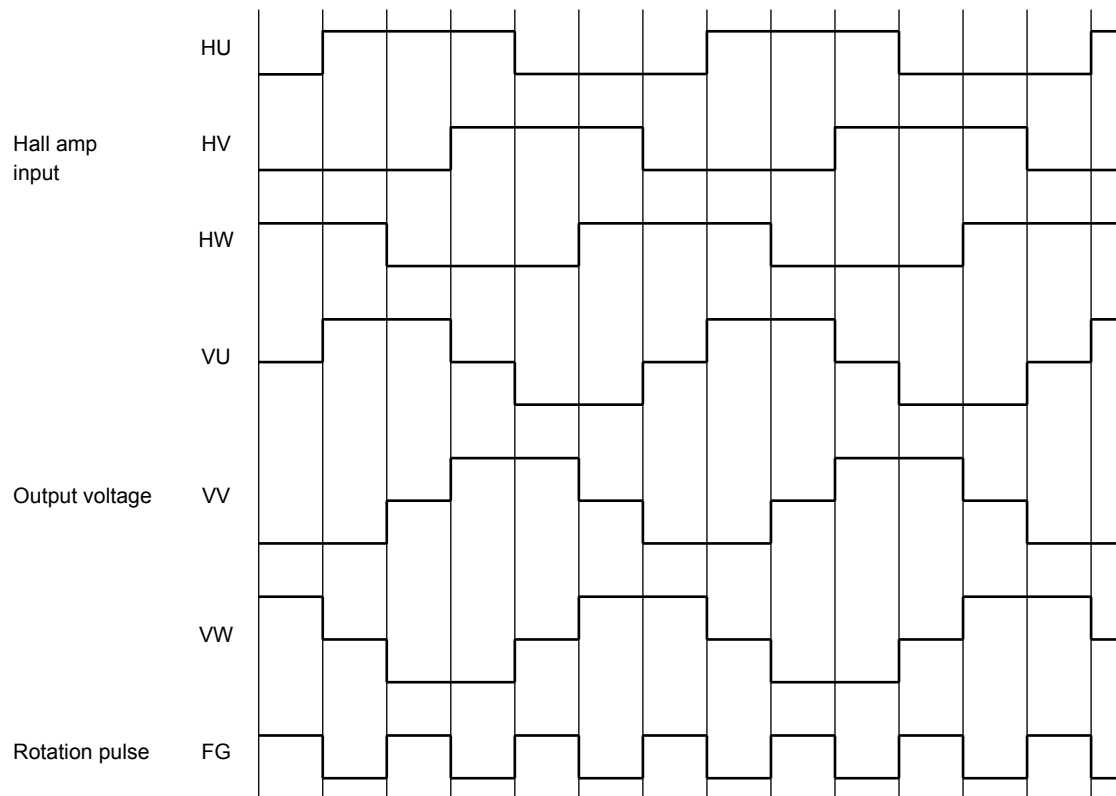 HU
Hall amp
input
HV
HW
VU
Output voltage
VV
VW
Rotation pulse
FG